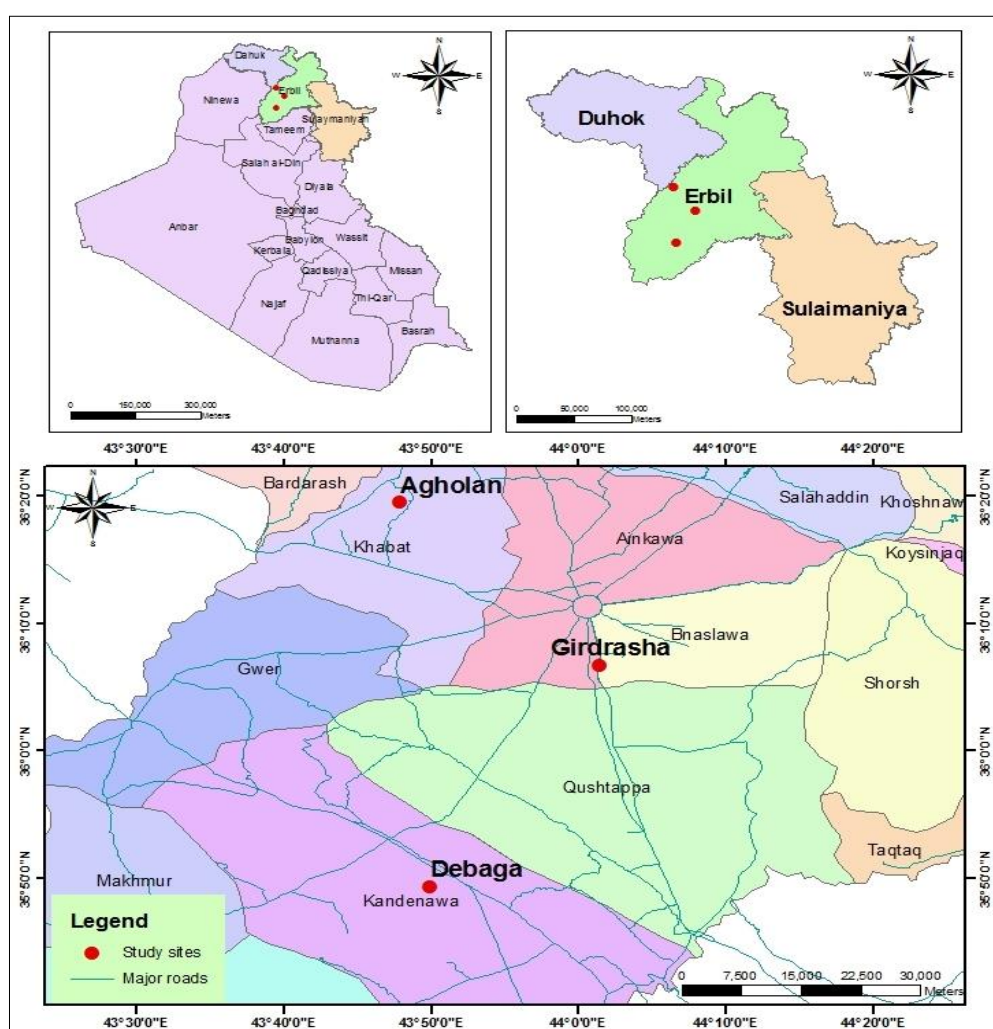 N
W E
S
Dahuk
Ninewa
Erbil
Sulaymaniyah
Tameem
Salah al-Din
Diyala
Anbar
Baghdad
Babylon
Wassit
Kerbala
Qadissiya
Missan
Najaf
Thi-Qar
Basrah
Muthanna
0 150,000 300,000
Meters
N
W E
S
Duhok
Erbil
Sulaimaniya
0 50,000 100,000
Meters
43°30'0"E 43°40'0"E 43°50'0"E 44°0'0"E 44°10'0"E 44°20'0"E
36°20'0"N
36°10'0"N
36°0'0"N
35°50'0"N
N
W E
S
Bardarash
Agholan
Salahaddin
Khoshnaw
Khabat
Ainkawa
Koysinjaq
Girdrasha
Bnaslawa
Gwer
Shorsh
Qushtappa
Taqtaq
Debaga
Makhmur
Kandenawa
Legend
Study sites
Major roads
0 7,500 15,000 22,500 30,000
Meters
36°20'0"N
36°10'0"N
36°0'0"N
35°50'0"N
43°30'0"E 43°40'0"E 43°50'0"E 44°0'0"E 44°10'0"E 44°20'0"E